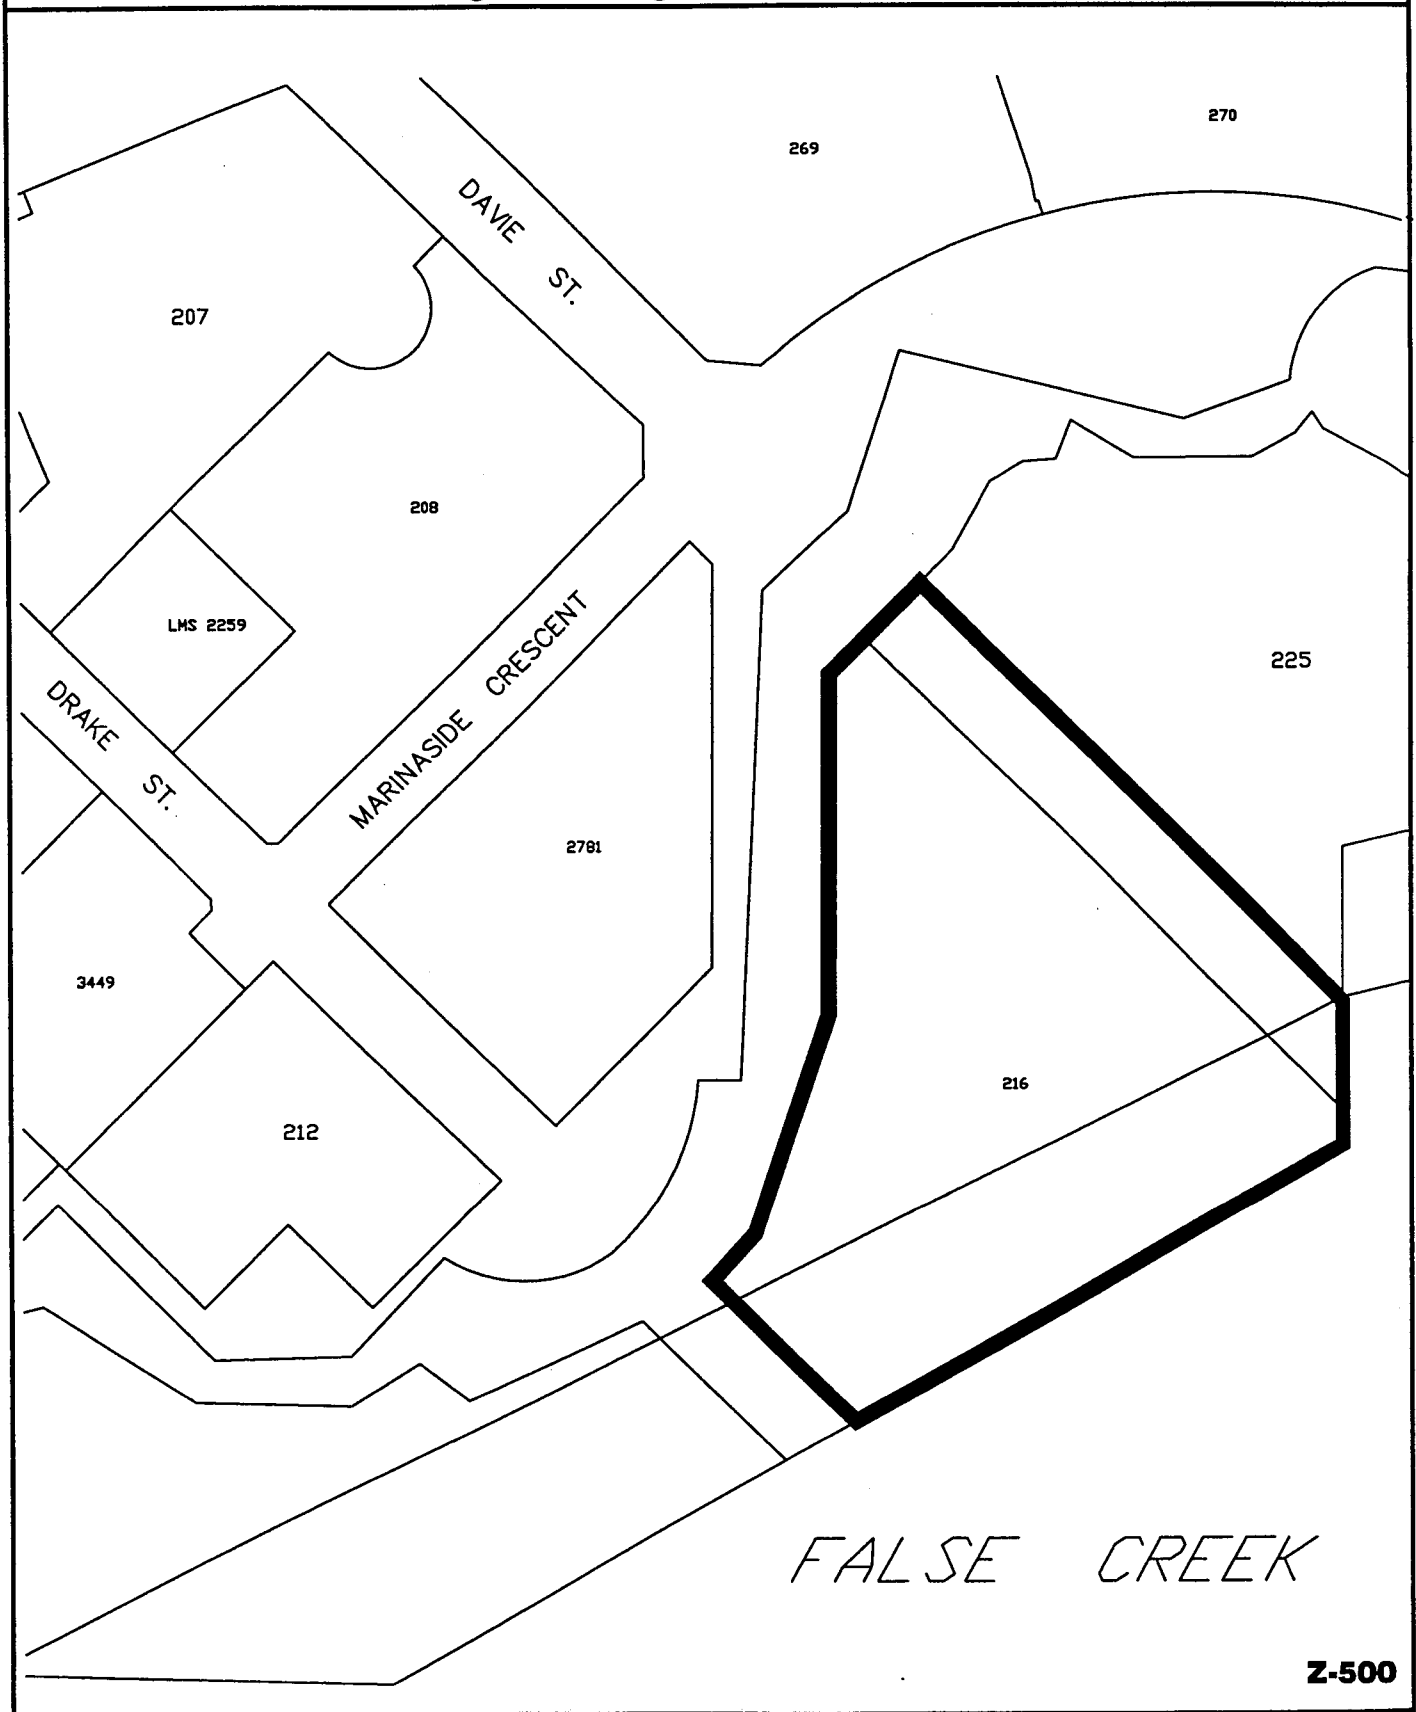 270
269
DAVIE ST.
207
208
LMS 2259
MARINASIDE CRESCENT
225
DRAKE ST.
2781
3449
216
212
FALSE CREEK
Z-500